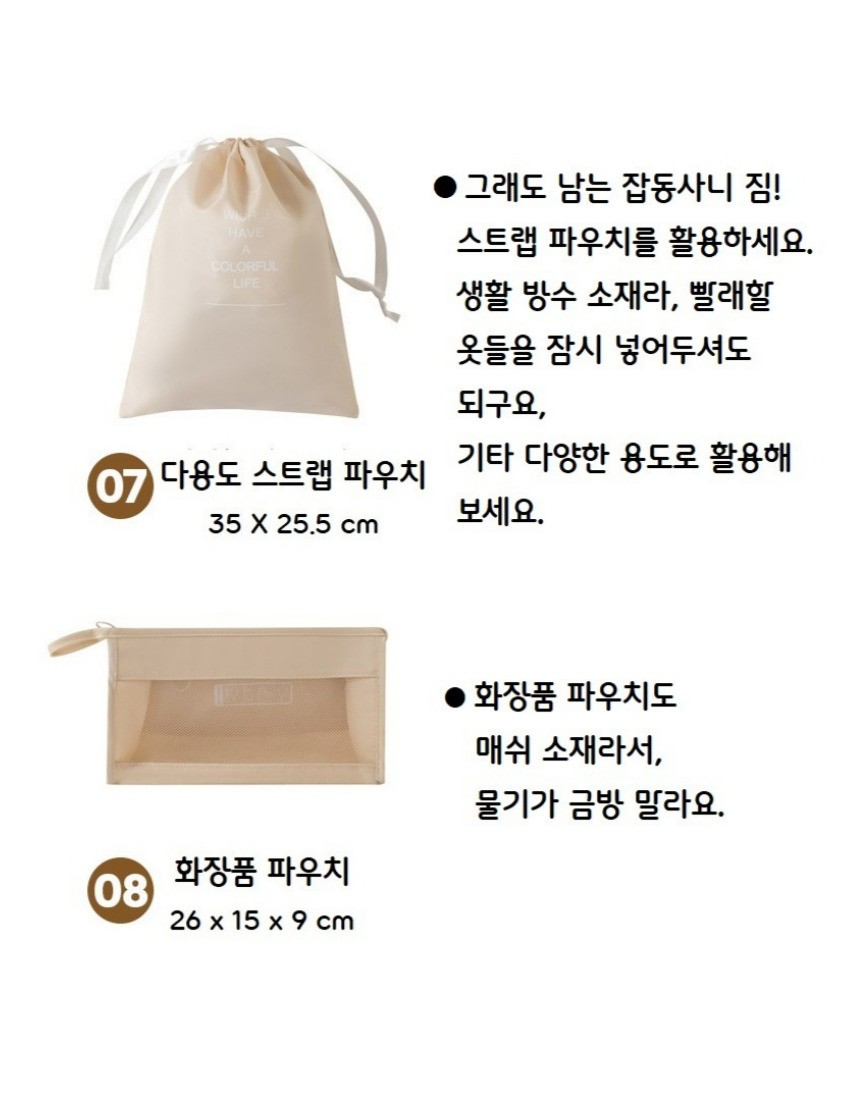 WISH
HAVE
A
COLORFUL
LIFE
● 그래도 남는 잡동사니 짐!
스트랩 파우치를 활용하세요.
생활 방수 소재라, 빨래할
옷들을 잠시 넣어두셔도
되구요,
기타 다양한 용도로 활용해
보세요.
07 다용도 스트랩 파우치
35 X 25.5 cm
● 화장품 파우치도
매쉬 소재라서,
물기가 금방 말라요.
08 화장품 파우치
26 x 15 x 9 cm